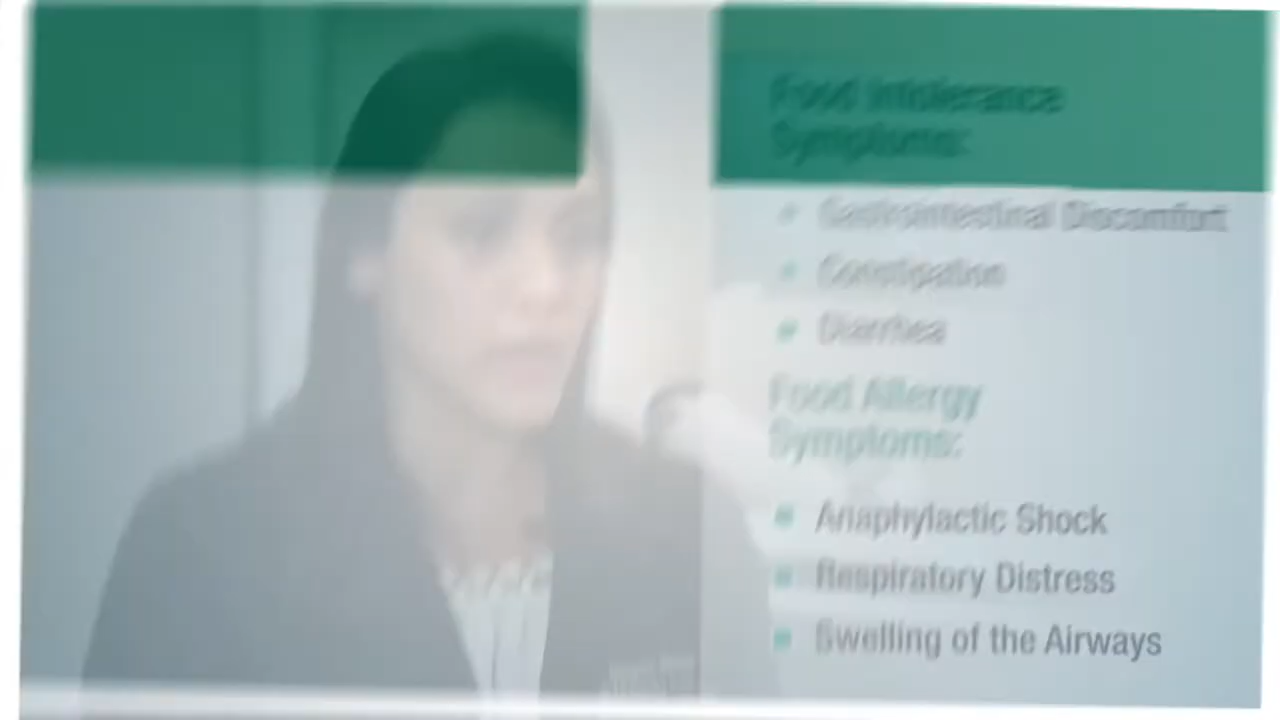 Food Intolerance
Symptoms:
Gastrointestinal Discomfort
Constipation
Diarrhea
Food Allergy
Symptoms:
Anaphylactic Shock
Respiratory Distress
Swelling of the Airways